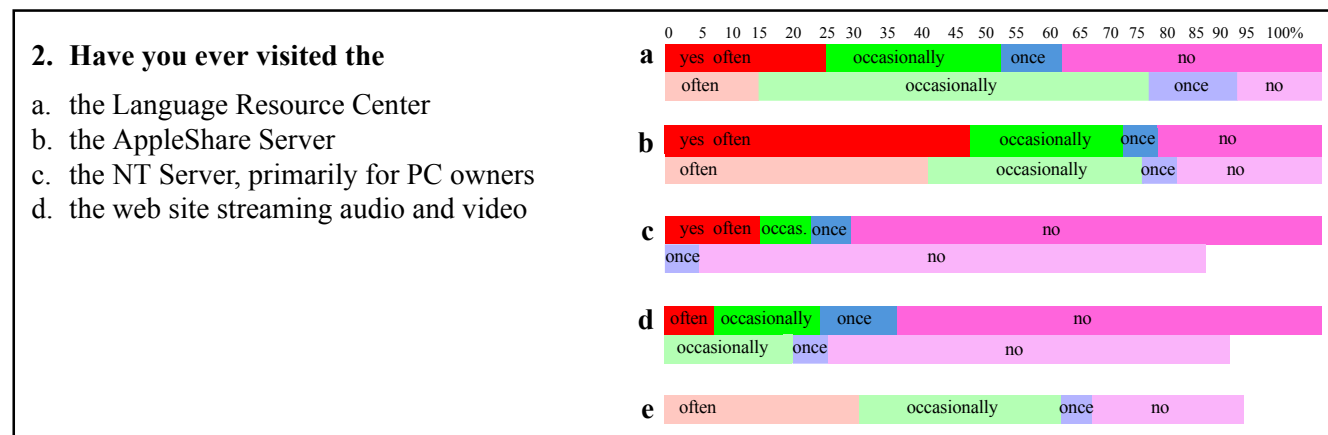 2. Have you ever visited the
a. the Language Resource Center
b. the AppleShare Server
c. the NT Server, primarily for PC owners
d. the web site streaming audio and video
0 5 10 15 20 25 30 35 40 45 50 55 60 65 70 75 80 85 90 95 100%
a yes often occasionally once no
often occasionally once no
b yes often occasionally once no
often occasionally once no
c yes often occas. once no
once no
d often occasionally once no
occasionally once no
e often occasionally once no